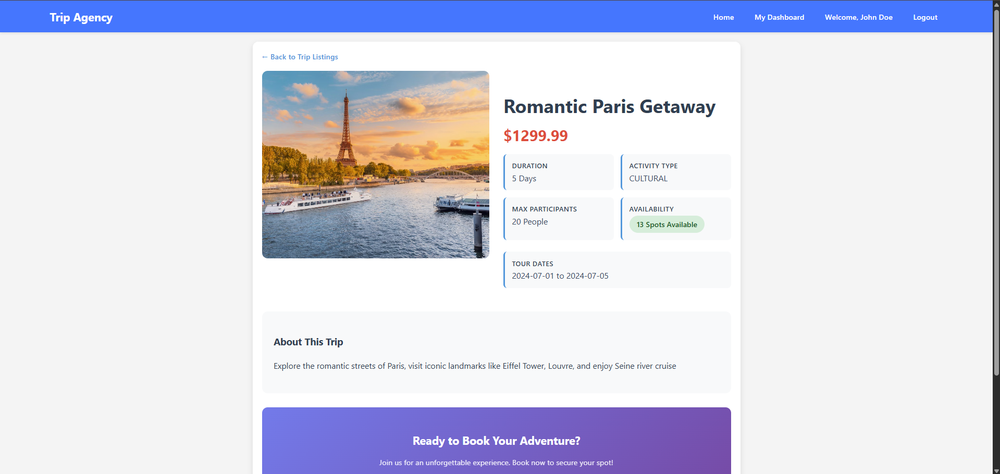 Trip Agency
Home
My Dashboard
Welcome, John Doe
Logout
← Back to Trip Listings
Romantic Paris Getaway
$1299.99
DURATION
5 Days
ACTIVITY TYPE
CULTURAL
MAX PARTICIPANTS
20 People
AVAILABILITY
13 Spots Available
TOUR DATES
2024-07-01 to 2024-07-05
About This Trip
Explore the romantic streets of Paris, visit iconic landmarks like Eiffel Tower, Louvre, and enjoy Seine river cruise
Ready to Book Your Adventure?
Join us for an unforgettable experience. Book now to secure your spot!